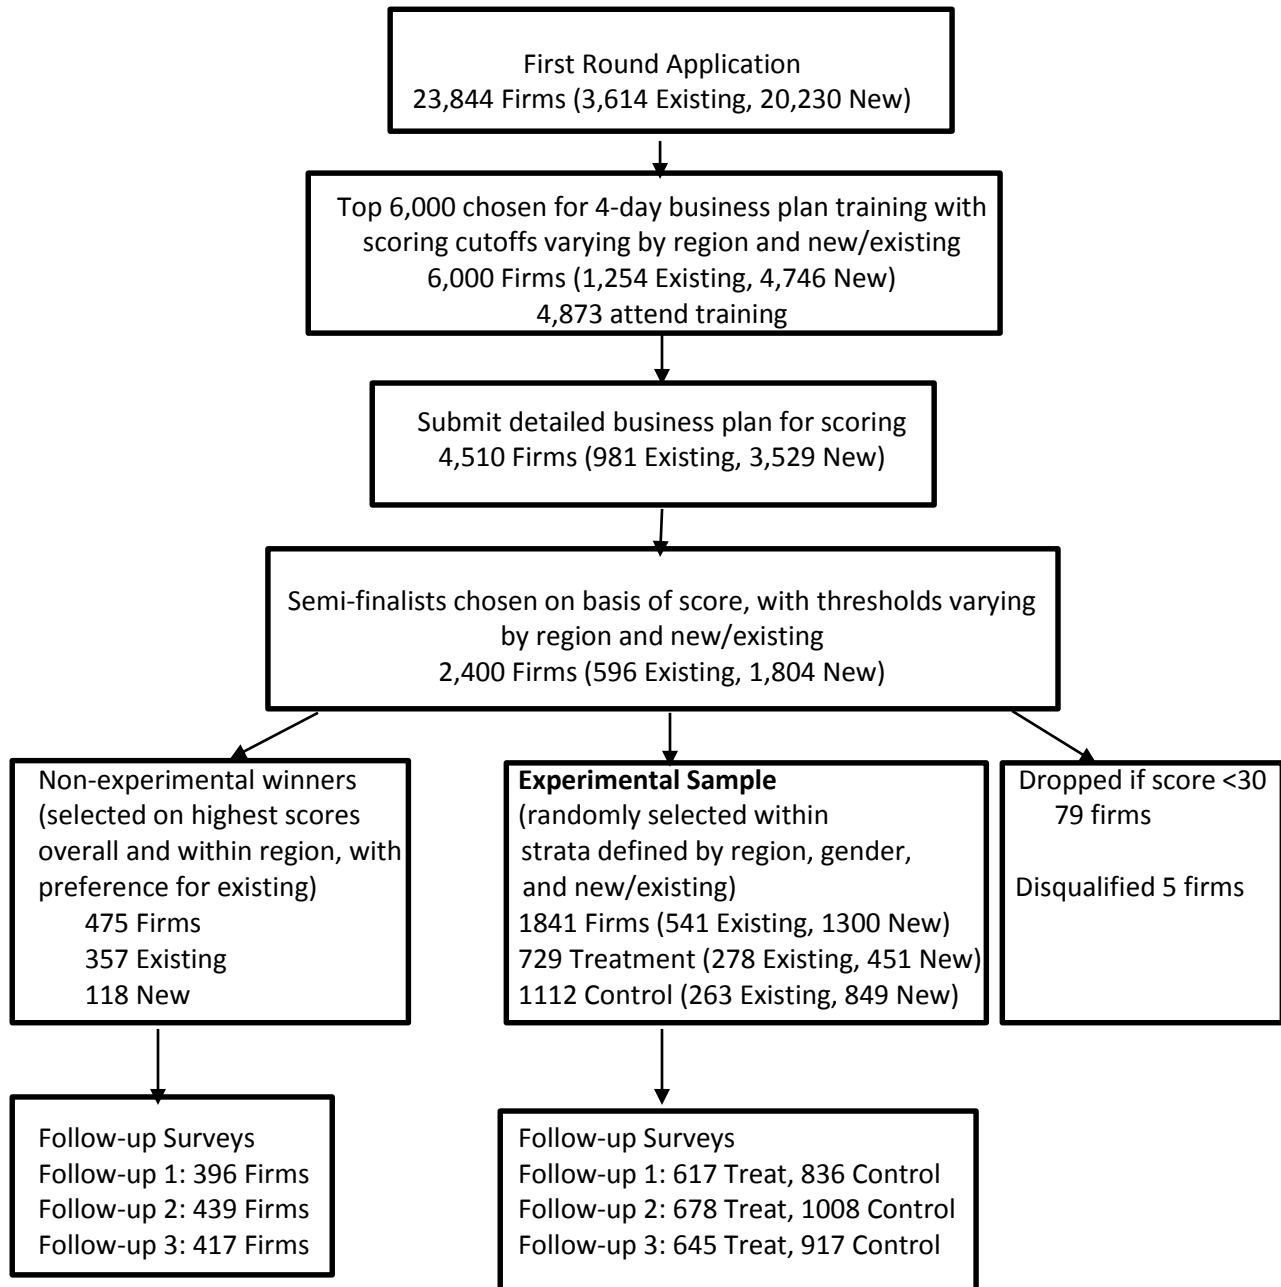 First Round Application
23,844 Firms (3,614 Existing, 20,230 New)
Top 6,000 chosen for 4-day business plan training with
scoring cutoffs varying by region and new/existing
6,000 Firms (1,254 Existing, 4,746 New)
4,873 attend training
Submit detailed business plan for scoring
4,510 Firms (981 Existing, 3,529 New)
Semi-finalists chosen on basis of score, with thresholds varying
by region and new/existing
2,400 Firms (596 Existing, 1,804 New)
Non-experimental winners
(selected on highest scores
overall and within region, with
preference for existing)
475 Firms
357 Existing
118 New
Experimental Sample
(randomly selected within
strata defined by region, gender,
and new/existing)
1841 Firms (541 Existing, 1300 New)
729 Treatment (278 Existing, 451 New)
1112 Control (263 Existing, 849 New)
Dropped if score <30
79 firms
Disqualified 5 firms
Follow-up Surveys
Follow-up 1: 396 Firms
Follow-up 2: 439 Firms
Follow-up 3: 417 Firms
Follow-up Surveys
Follow-up 1: 617 Treat, 836 Control
Follow-up 2: 678 Treat, 1008 Control
Follow-up 3: 645 Treat, 917 Control